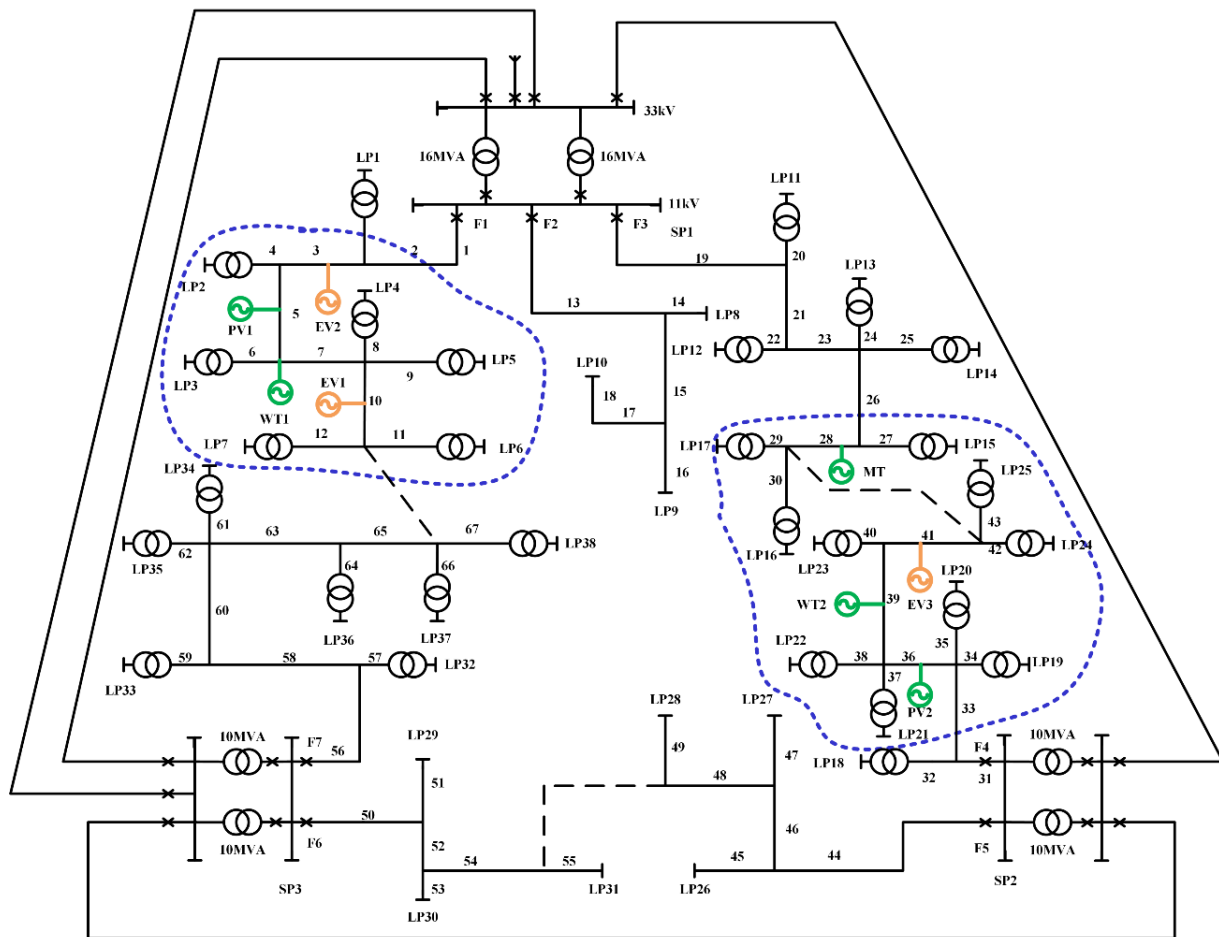 33kV
16MVA 16MVA
LP1 LP11
11kV
F1 F2 F3 SP1
4 3 2 1 19 20
LP2 LP4 LP13
PV1 5 EV2 13 14 LP8 21
LP12 22 23 24 25
6 7 8 9 LP5
LP3 EV1 LP10 LP14
WT1 10 18 17 15 26
LP7 12 11 LP6 LP17 29 28 27 LP15
LP34 16 30 MT LP25
LP9
61 63 65 67 LP16 40 41 43
LP35 62 LP38 LP23 42 LP24
64 66 LP20
60 WT2 39 EV3
LP36 LP37 LP22 35
59 58 57 LP32 38 36 34 LP19
LP33 37
LP28 LP27 PV2 33
LP21
10MVA F7 LP29 F4 10MVA
56 49 47 LP18 32 31
51 48
50 46
10MVA F6 52 F5 10MVA
54 55 45 44
SP3 53 LP31 LP26 SP2
LP30